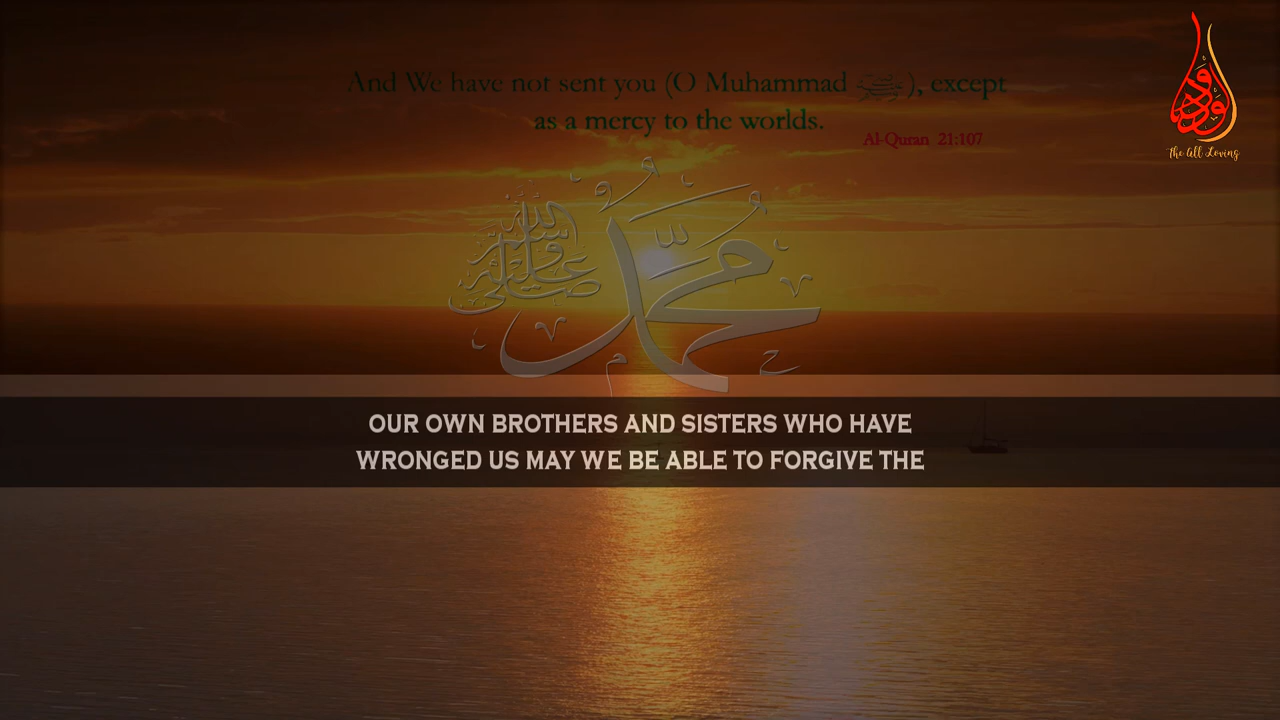 And We have not sent you (O Muhammad ﷺ), except
as a mercy to the worlds.
Al-Quran 21:107
الودود
The All Loving
محمد
صلى الله عليه وسلم
OUR OWN BROTHERS AND SISTERS WHO HAVE
WRONGED US MAY WE BE ABLE TO FORGIVE THE